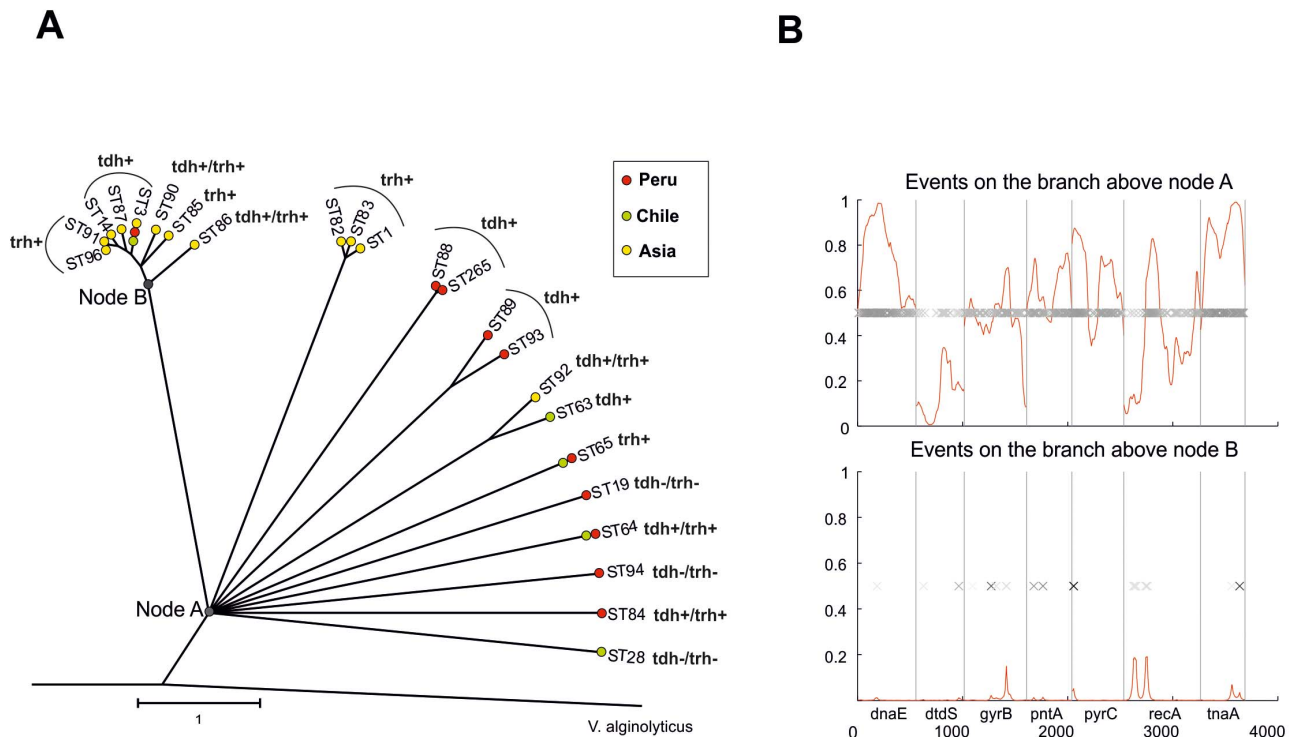 A
B
tdh+
tdh+/trh+
trh+
tdh+/trh+
trh+
ST96
ST91
ST14
ST87
ST3
ST90
ST85
ST86
Node B
trh+
ST82
ST83
ST1
tdh+
ST88
ST265
tdh+
ST89
ST93
tdh+/trh+
ST92
ST63 tdh+
ST65 trh+
ST19 tdh-/trh-
ST64 tdh+/trh+
ST94 tdh-/trh-
ST84 tdh+/trh+
ST28 tdh-/trh-
Node A
1
V. alginolyticus
Peru
Chile
Asia
Events on the branch above node A
1
0.8
0.6
0.4
0.2
0
Events on the branch above node B
1
0.8
0.6
0.4
0.2
dnaE dtdS gyrB pntA pyrC recA tnaA
0 1000 2000 3000 4000